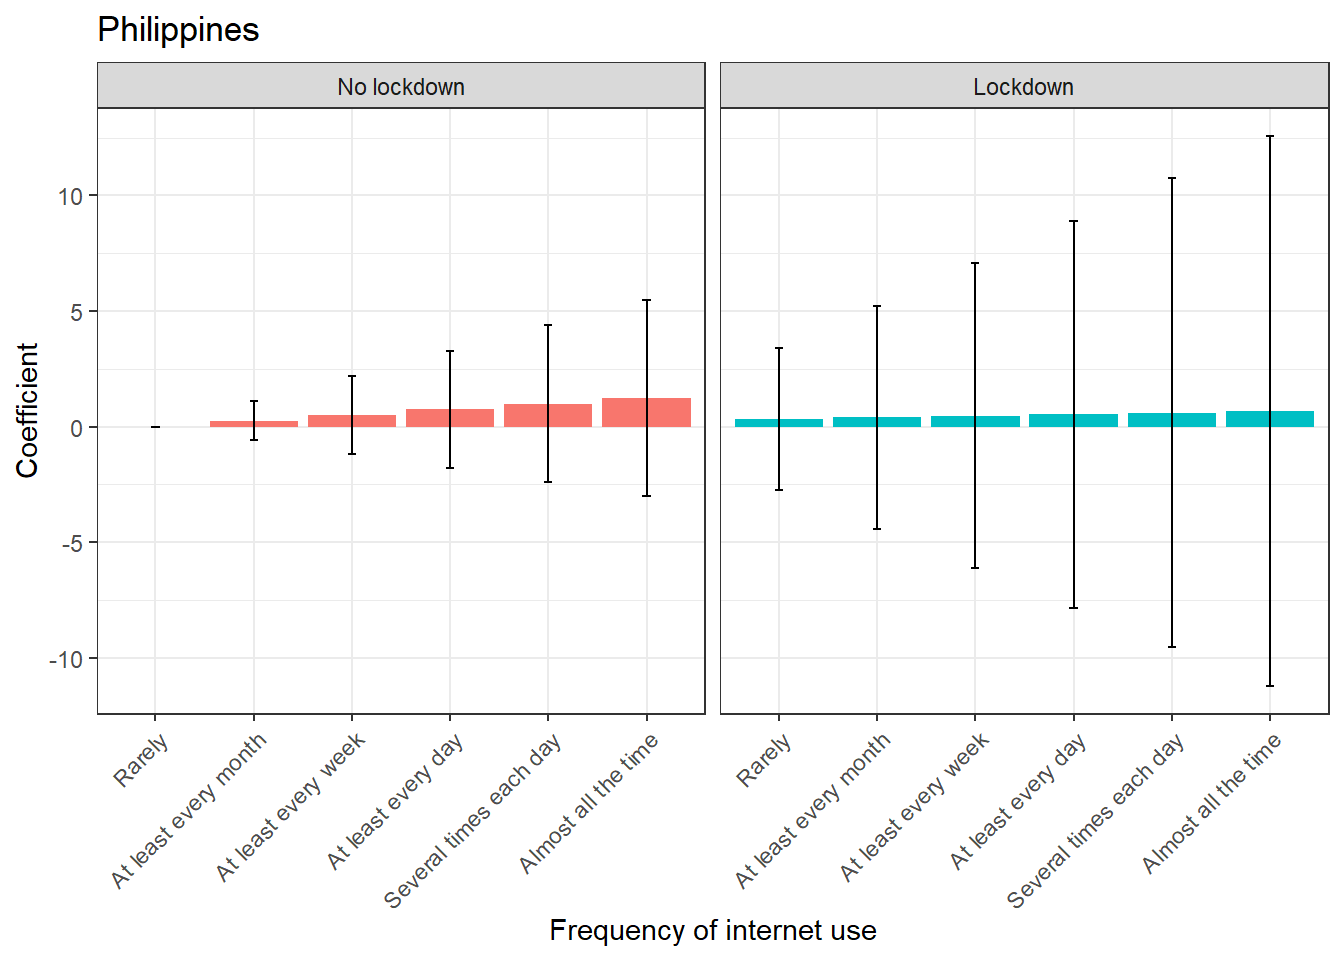 Philippines
No lockdown
Lockdown
Coefficient
10
5
0
-5
-10
Rarely
At least every month
At least every week
At least every day
Several times each day
Almost all the time
Rarely
At least every month
At least every week
At least every day
Several times each day
Almost all the time
Frequency of internet use